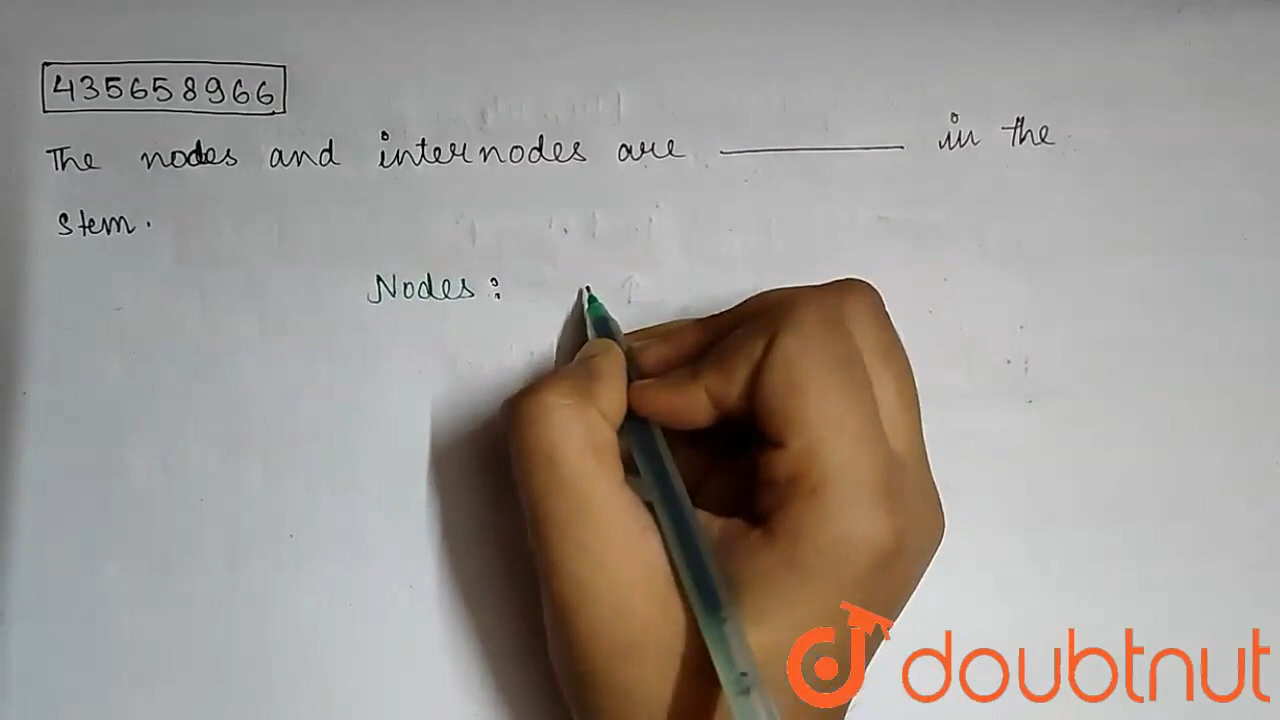 435658966
The nodes and internodes are ________ in the
stem.
Nodes:
doubtnut